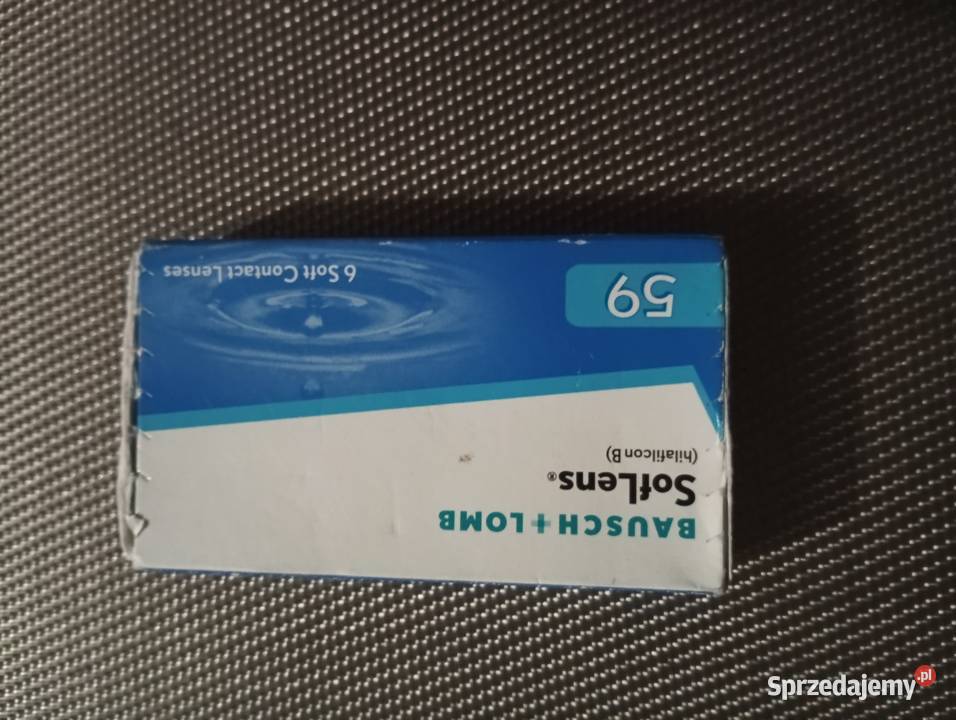 BAUSCH + LOMB
SofLens®
(hilafilcon B)
59
6 Soft Contact Lenses
Sprzedajemy.pl